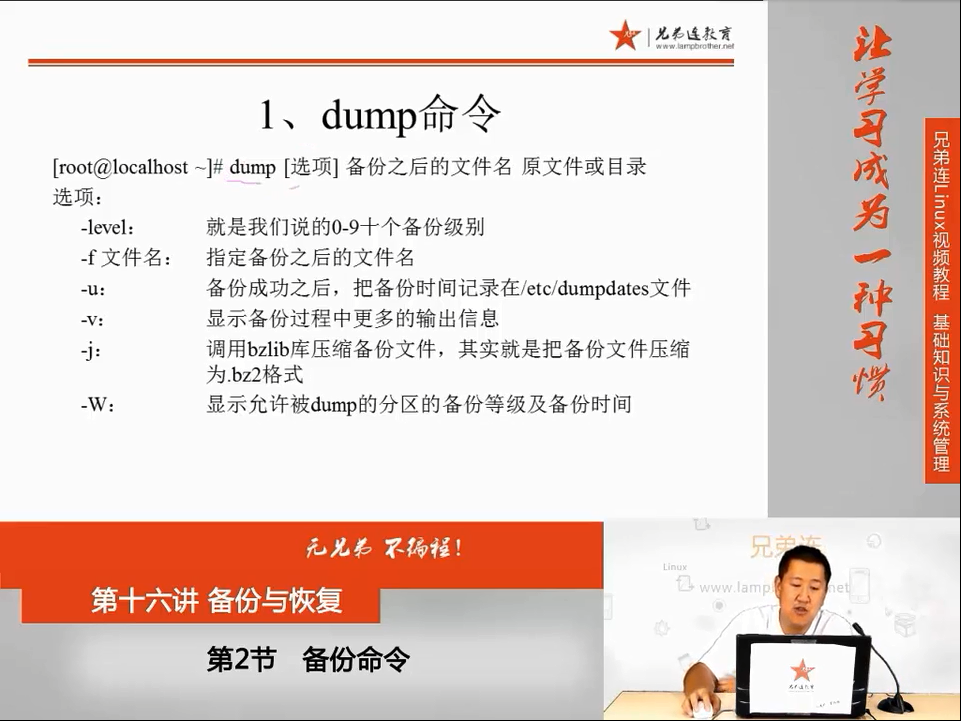 兄弟连教育
www.lampbrother.net
1、dump命令
[root@localhost ~]# dump [选项] 备份之后的文件名 原文件或目录
选项：
-level： 就是我们说的0-9十个备份级别
-f 文件名： 指定备份之后的文件名
-u： 备份成功之后，把备份时间记录在/etc/dumpdates文件
-v： 显示备份过程中更多的输出信息
-j： 调用bzlib库压缩备份文件，其实就是把备份文件压缩
为.bz2格式
-W： 显示允许被dump的分区的备份等级及备份时间
让学习成为一种习惯
兄弟连Linux视频教程 基础知识与系统管理
无兄弟 不编程！
第十六讲 备份与恢复
第2节 备份命令
兄弟连
Linux
www.lamp
.net
兄弟连教育